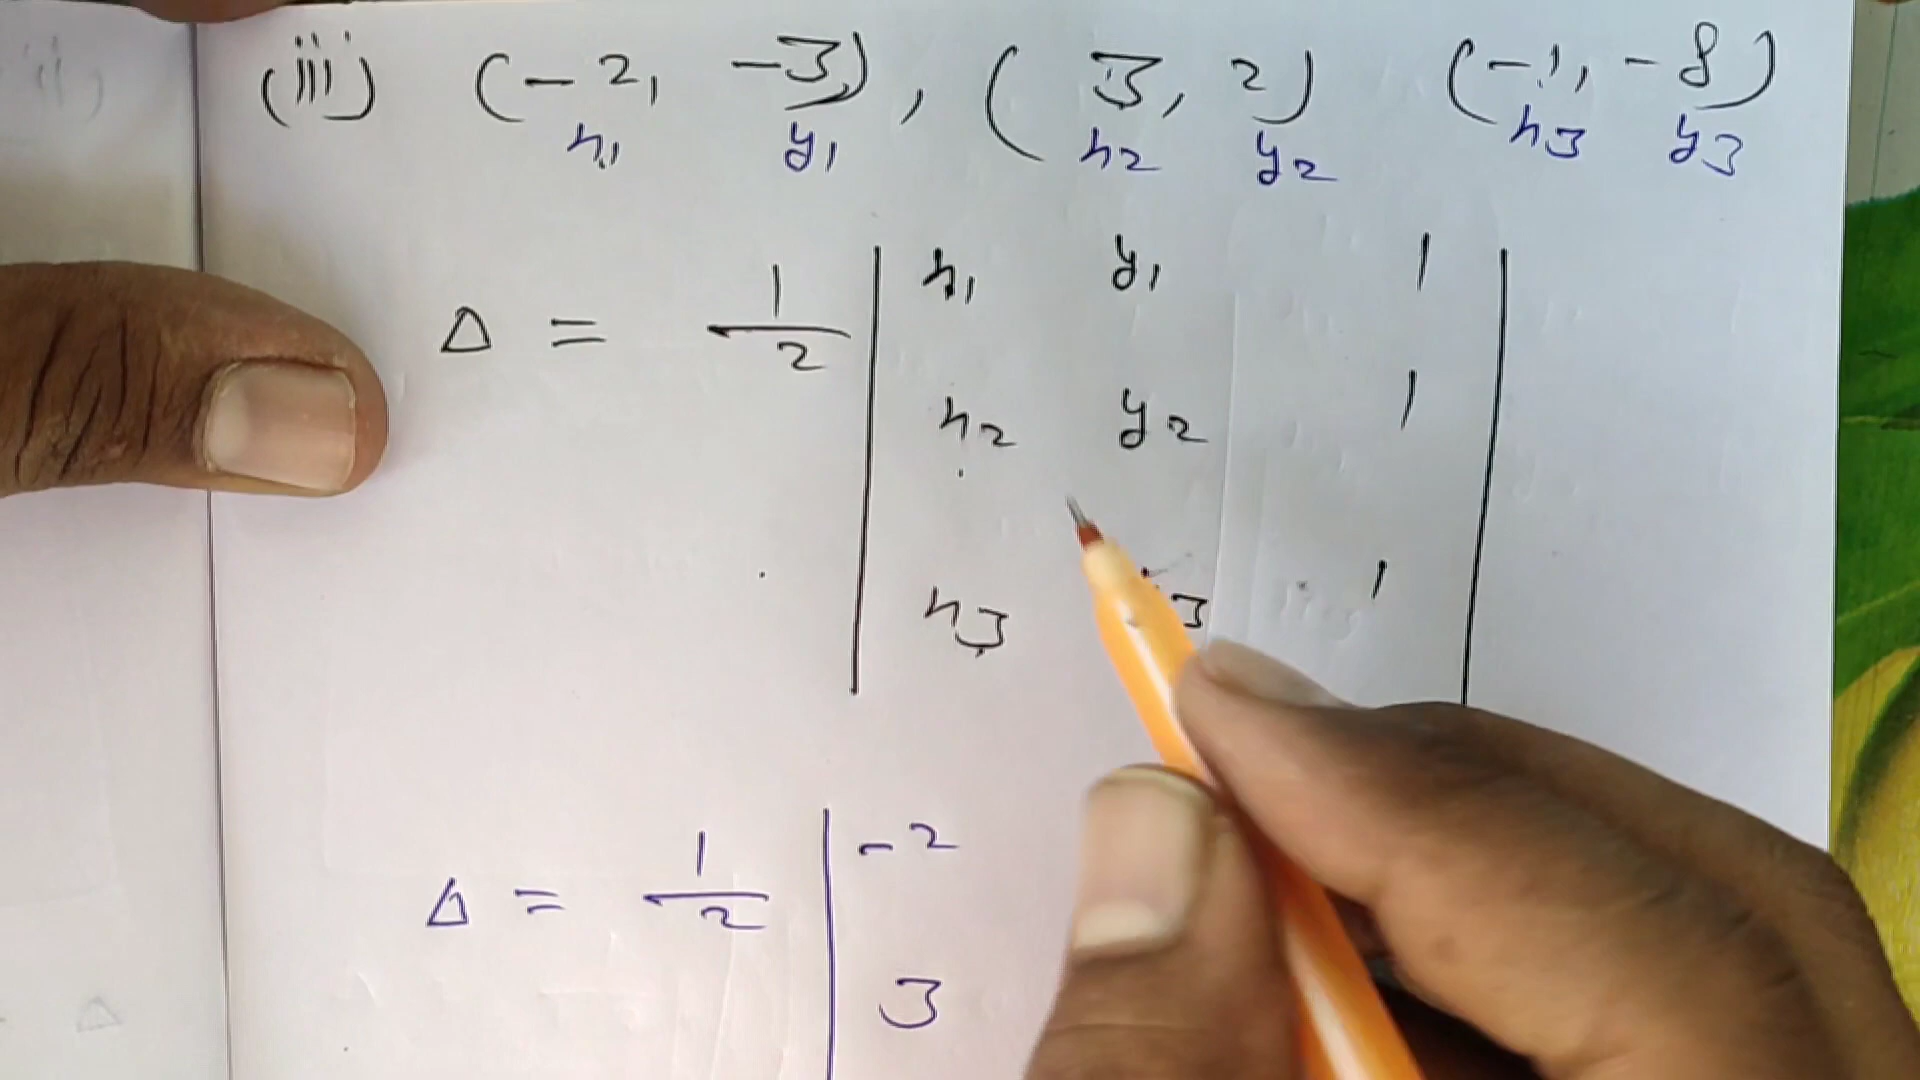 (iii) (-2, -3), (3, 2) (-1, -8)
x1 y1 x2 y2 x3 y3
Δ = 1/2 | x1 y1 1 |
x2 y2 1
x3 3 1
Δ = 1/2 | -2
3